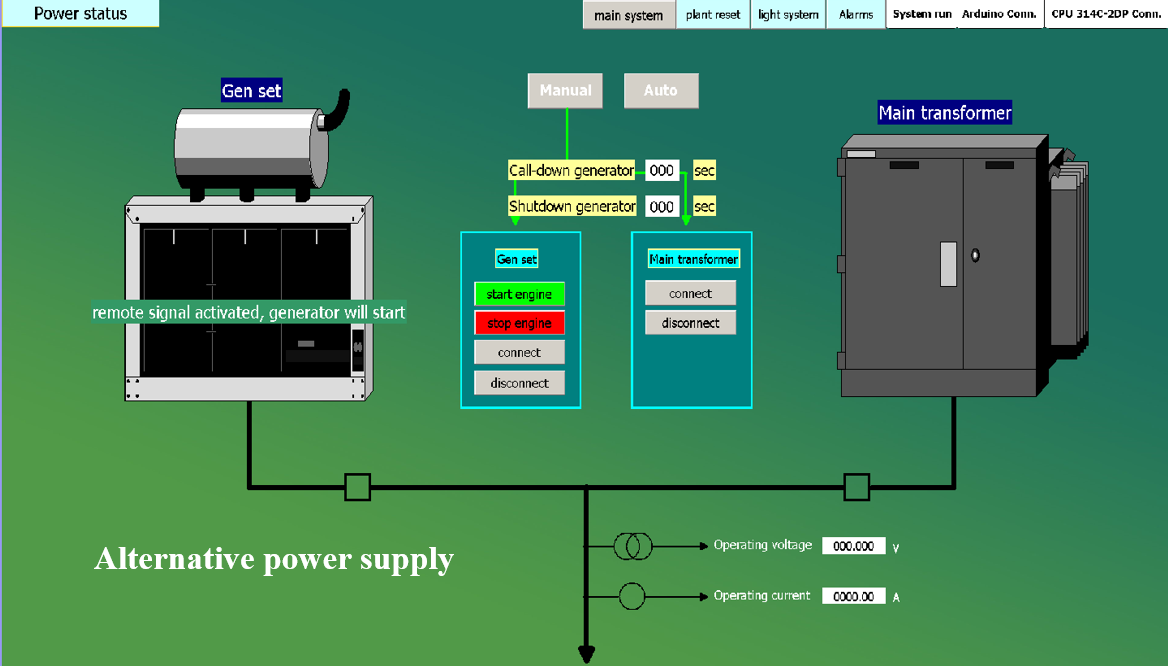 Power status
main system
plant reset
light system
Alarms
System run
Arduino Conn.
CPU 314C-2DP Conn.
Gen set
Manual
Auto
Main transformer
Call-down generator 000 sec
Shutdown generator 000 sec
Gen set
start engine
stop engine
connect
disconnect
Main transformer
connect
disconnect
remote signal activated, generator will start
Alternative power supply
Operating voltage 000.000 V
Operating current 0000.00 A